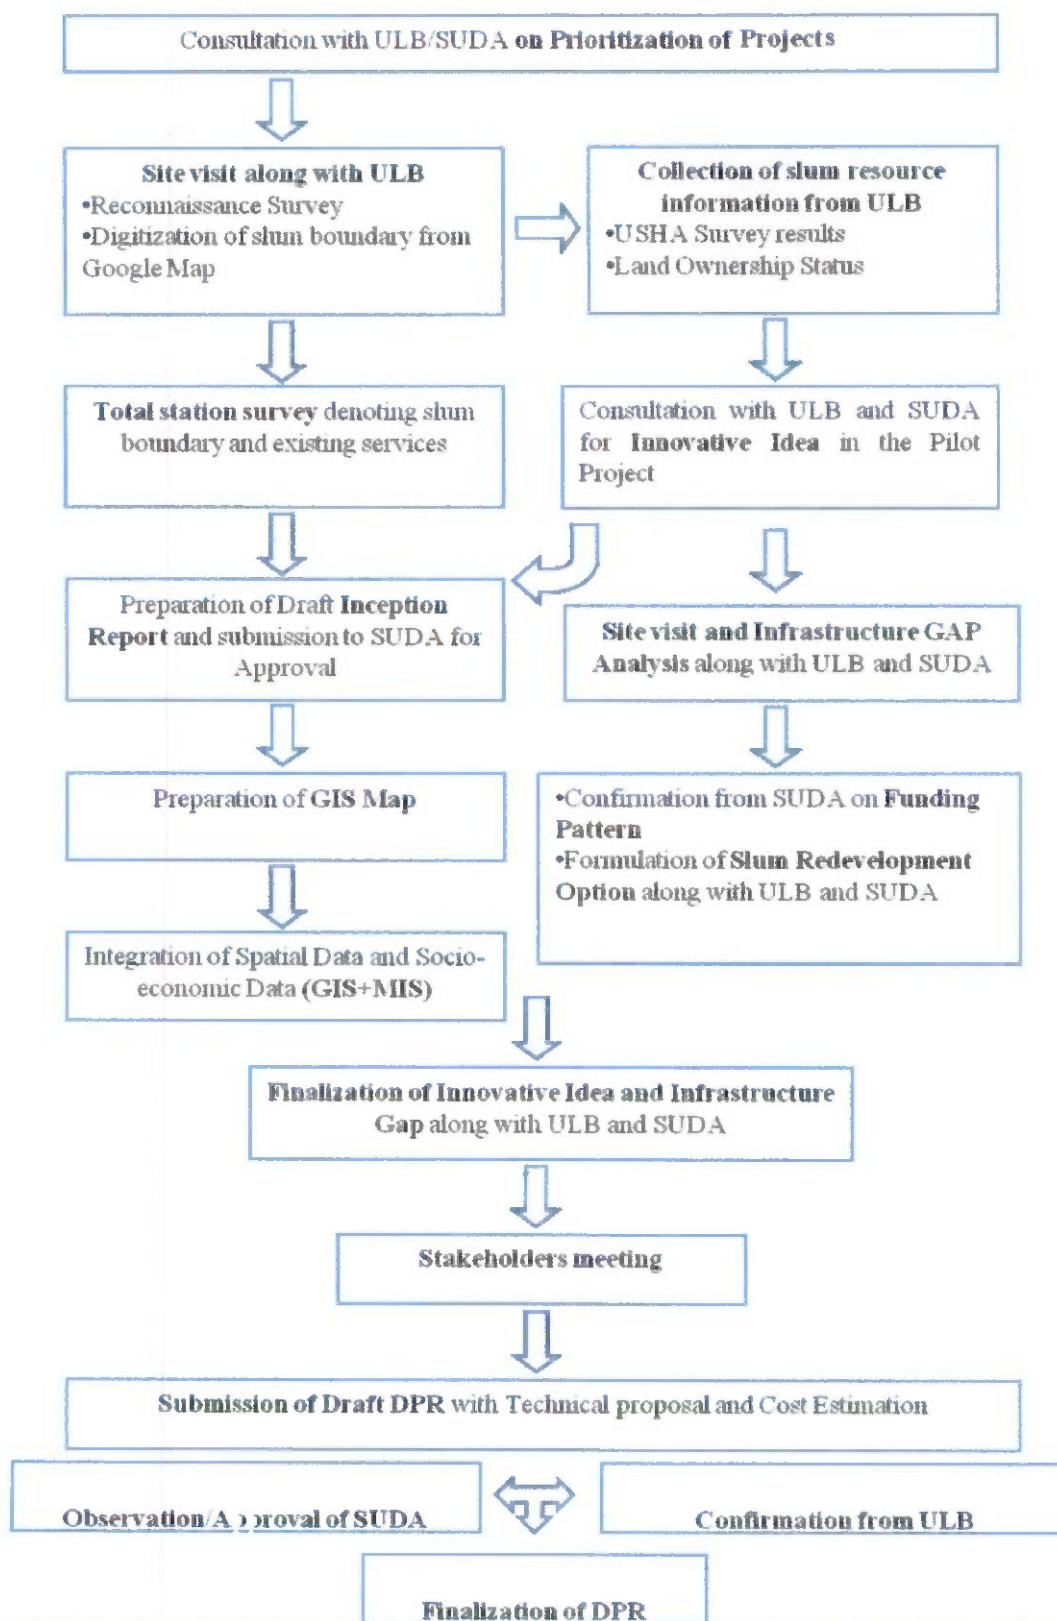 Consultation with ULB/SUDA on Prioritization of Projects
Site visit along with ULB
•Reconnaissance Survey
•Digitization of slum boundary from
Google Map
Collection of slum resource
information from ULB
•USHA Survey results
•Land Ownership Status
Total station survey denoting slum
boundary and existing services
Consultation with ULB and SUDA
for Innovative Idea in the Pilot
Project
Preparation of Draft Inception
Report and submission to SUDA for
Approval
Site visit and Infrastructure GAP
Analysis along with ULB and SUDA
Preparation of GIS Map
•Confirmation from SUDA on Funding
Pattern
•Formulation of Slum Redevelopment
Option along with ULB and SUDA
Integration of Spatial Data and Socio-
economic Data (GIS+MIS)
Finalization of Innovative Idea and Infrastructure
Gap along with ULB and SUDA
Stakeholders meeting
Submission of Draft DPR with Technical proposal and Cost Estimation
Observation/Approval of SUDA
Confirmation from ULB
Finalization of DPR